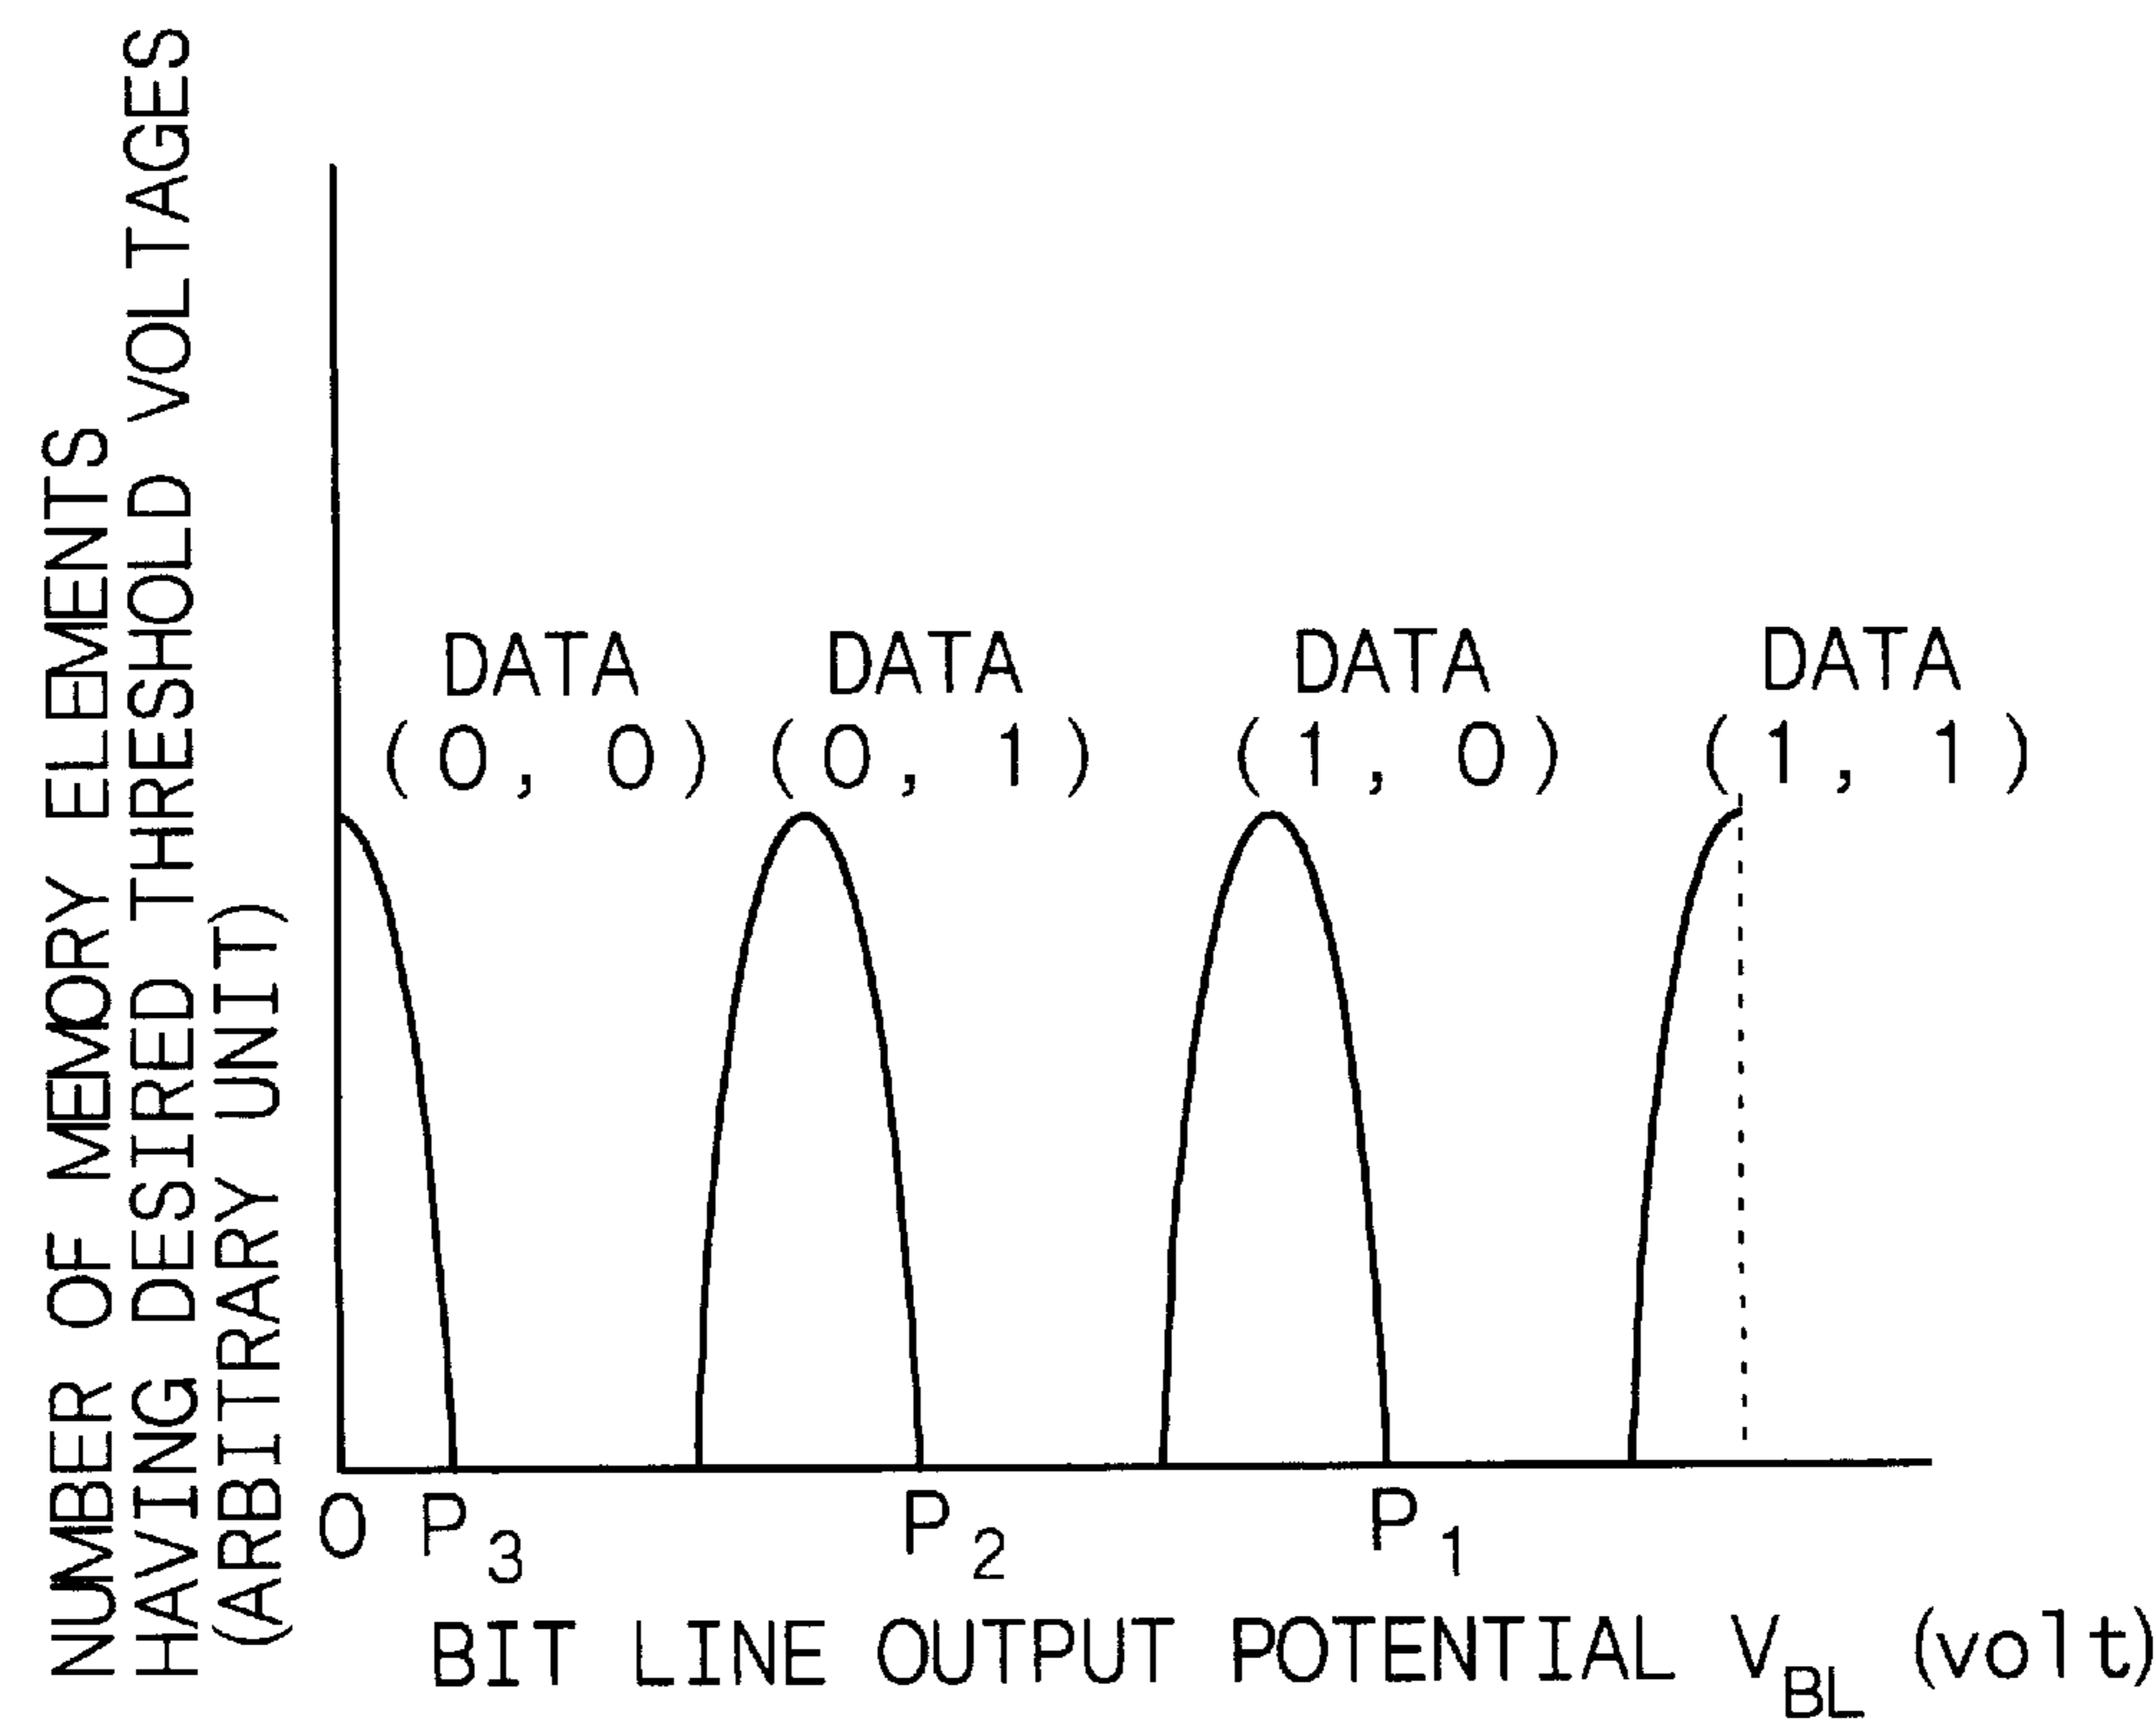 NUMBER OF MEMORY ELEMENTS
HAVING DESIRED THRESHOLD VOLTAGES
(ARBITRARY UNIT)
DATA DATA DATA DATA
(0, 0) (0, 1) (1, 0) (1, 1)
0 P3 P2 P1
BIT LINE OUTPUT POTENTIAL VBL (volt)